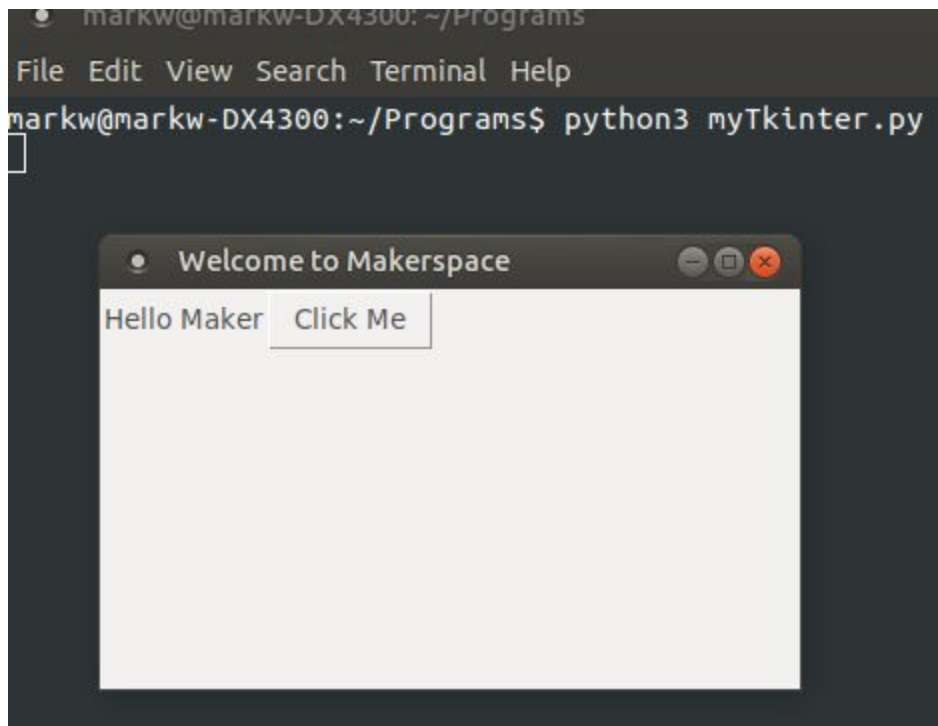 markw@markw-DX4300: ~/Programs
File Edit View Search Terminal Help
markw@markw-DX4300:~/Programs$ python3 myTkinter.py
Welcome to Makerspace
Hello Maker Click Me